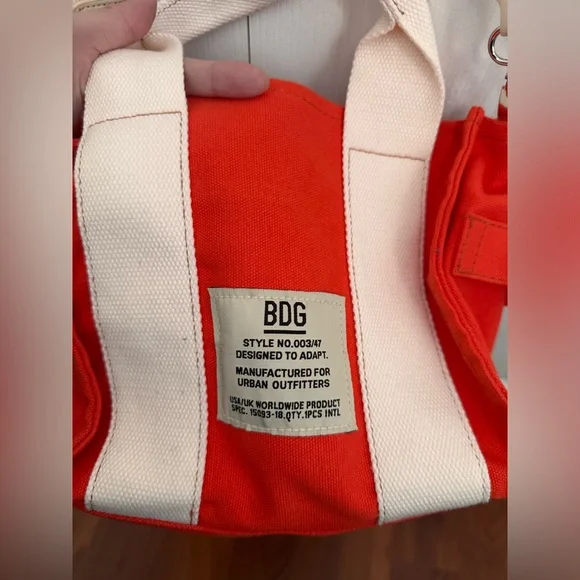 BDG
STYLE NO.003/47
DESIGNED TO ADAPT.
MANUFACTURED FOR
URBAN OUTFITTERS
USA/UK WORLDWIDE PRODUCT
SPEC. 15093-18.QTY.1PCS INTL